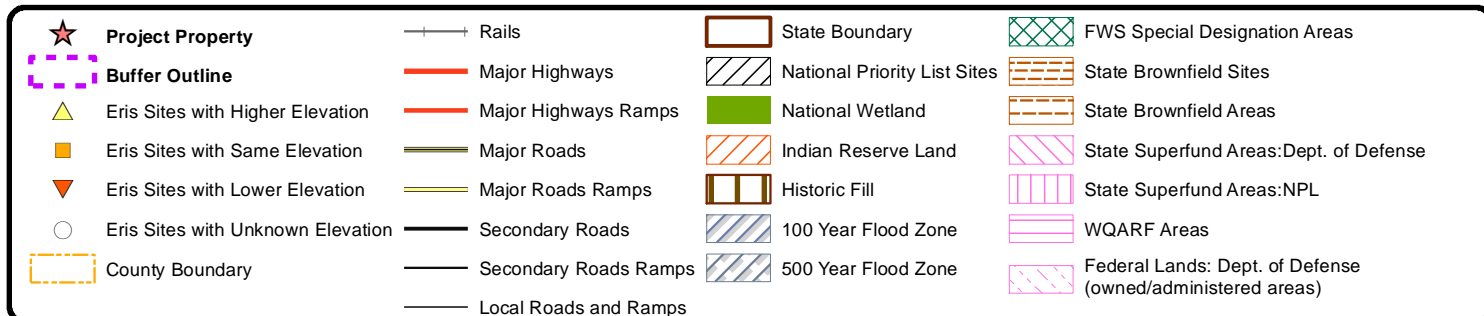 Project Property
Buffer Outline
Eris Sites with Higher Elevation
Eris Sites with Same Elevation
Eris Sites with Lower Elevation
Eris Sites with Unknown Elevation
County Boundary
Rails
Major Highways
Major Highways Ramps
Major Roads
Major Roads Ramps
Secondary Roads
Secondary Roads Ramps
Local Roads and Ramps
State Boundary
National Priority List Sites
National Wetland
Indian Reserve Land
Historic Fill
100 Year Flood Zone
500 Year Flood Zone
FWS Special Designation Areas
State Brownfield Sites
State Brownfield Areas
State Superfund Areas:Dept. of Defense
State Superfund Areas:NPL
WQARF Areas
Federal Lands: Dept. of Defense
(owned/administered areas)